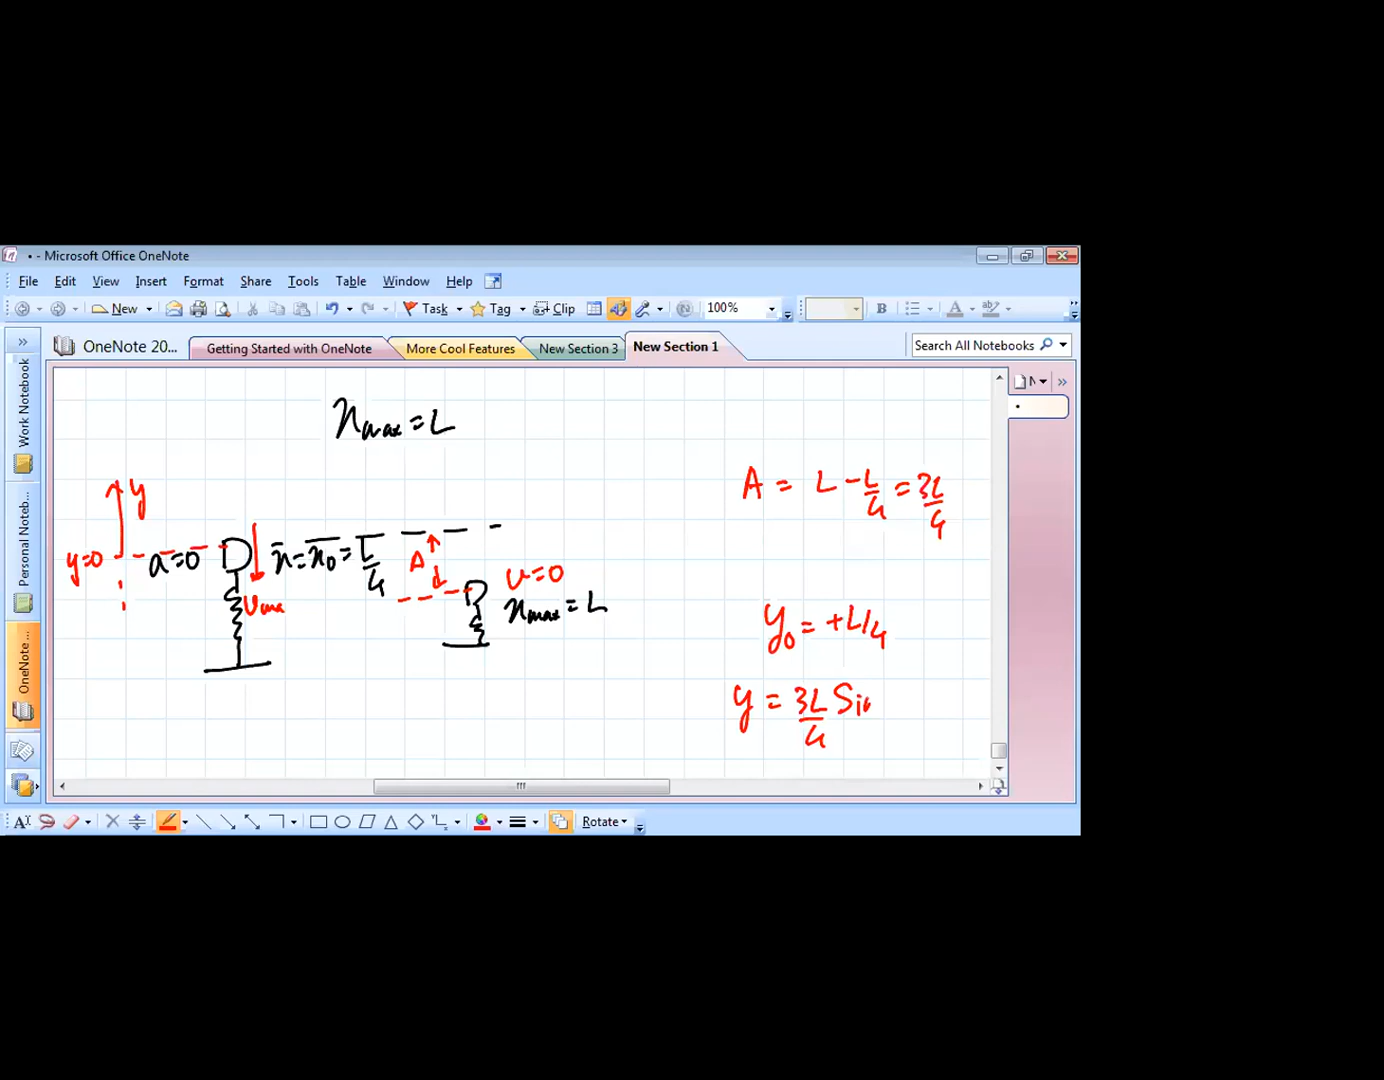 • - Microsoft Office OneNote
File Edit View Insert Format Share Tools Table Window Help
New Task Tag Clip 100% B A ab
OneNote 20... Getting Started with OneNote More Cool Features New Section 3 New Section 1 Search All Notebooks
Work Notebook
Personal Noteb...
OneNote ...
x_max = L
y
y=0 a=0 x = x_0 = L/4 A v=0
x_max = L
A = L - L/4 = 3L/4
y_0 = +L/4
y = 3L/4 Si
Rotate